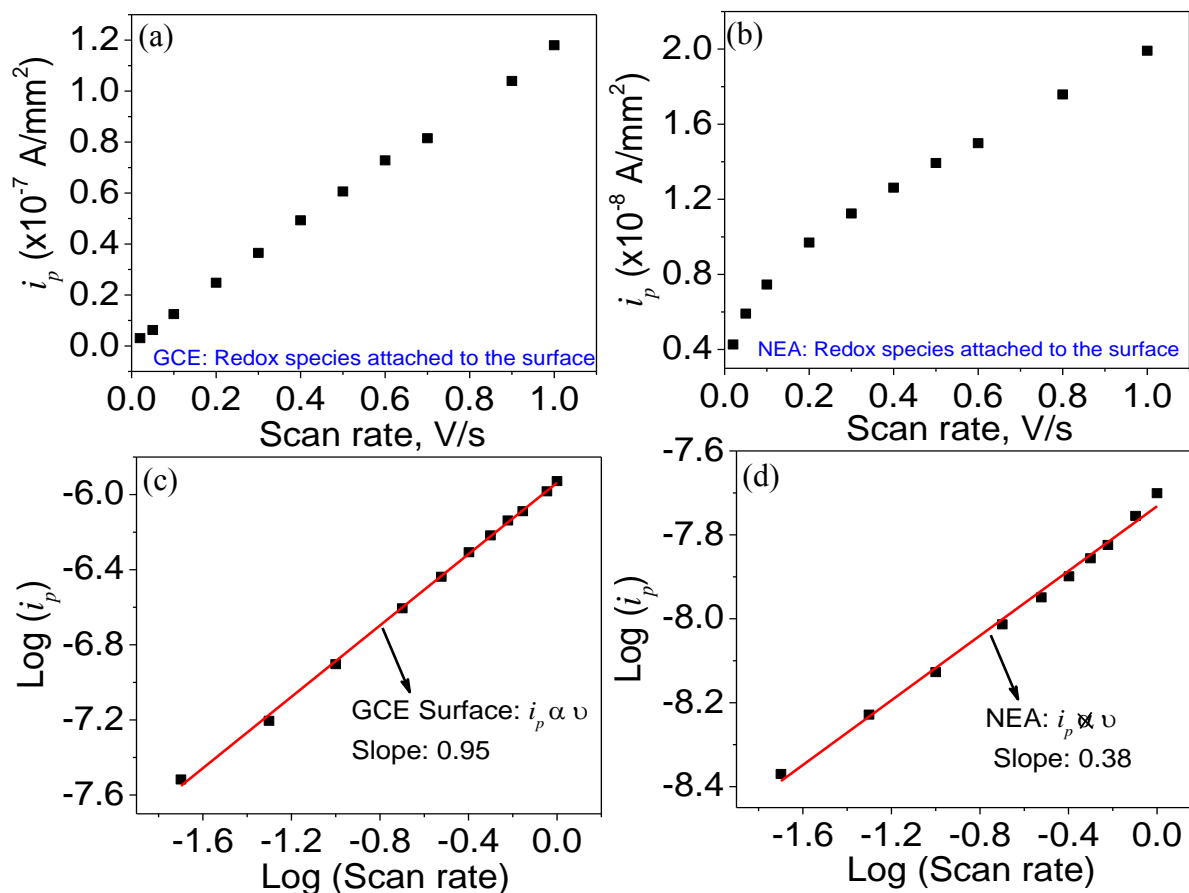 (a)
1.2
1.0
0.8
0.6
0.4
0.2
0.0
i_p (x10^-7 A/mm^2)
GCE: Redox species attached to the surface
0.0 0.2 0.4 0.6 0.8 1.0
Scan rate, V/s
(b)
2.0
1.6
1.2
0.8
0.4
i_p (x10^-8 A/mm^2)
NEA: Redox species attached to the surface
0.0 0.2 0.4 0.6 0.8 1.0
Scan rate, V/s
(c)
-6.0
-6.4
-6.8
-7.2
-7.6
Log (i_p)
GCE Surface: i_p α υ
Slope: 0.95
-1.6 -1.2 -0.8 -0.4 0.0
Log (Scan rate)
(d)
-7.6
-7.8
-8.0
-8.2
-8.4
Log (i_p)
NEA: i_p α̸ υ
Slope: 0.38
-1.6 -1.2 -0.8 -0.4 0.0
Log (Scan rate)